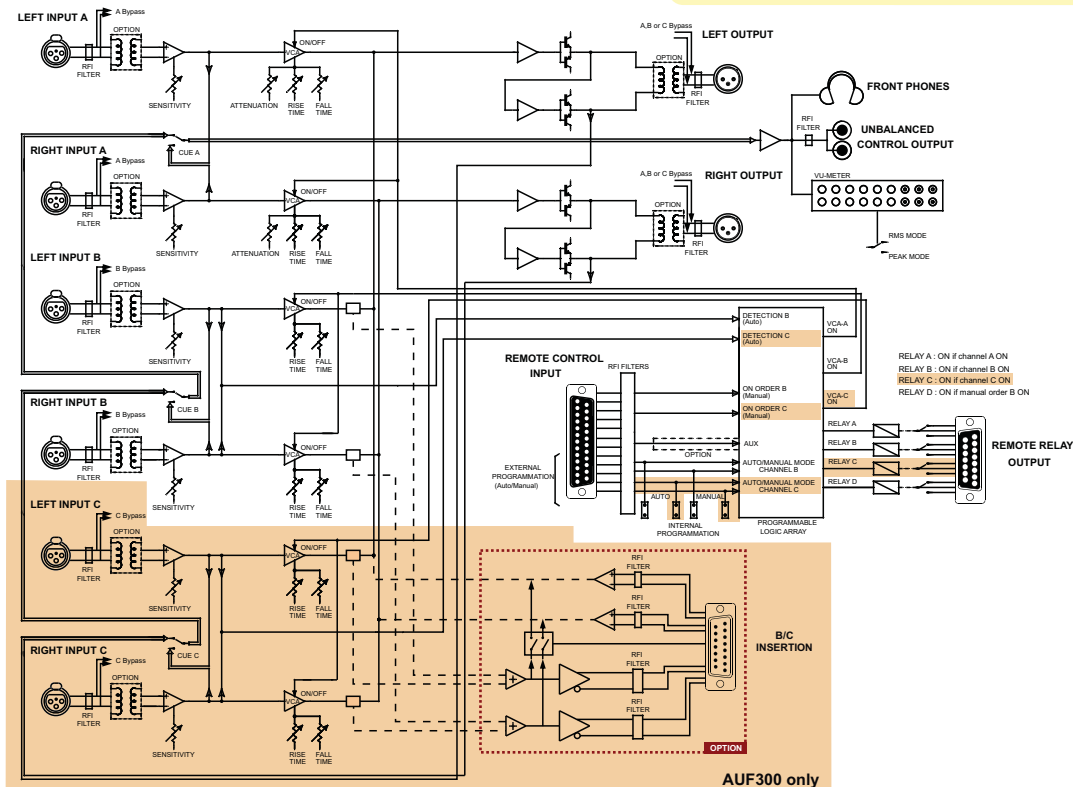 LEFT INPUT A
A Bypass
OPTION
RFI
FILTER
SENSITIVITY
ON/OFF
VCA
ATTENUATION
RISE
TIME
FALL
TIME
A,B or C Bypass
LEFT OUTPUT
OPTION
RFI
FILTER
FRONT PHONES
RFI
FILTER
UNBALANCED
CONTROL OUTPUT
VU-METER
RMS MODE
PEAK MODE
CUE A
RIGHT INPUT A
A Bypass
OPTION
RFI
FILTER
SENSITIVITY
ON/OFF
VCA
ATTENUATION
RISE
TIME
FALL
TIME
A,B or C Bypass
RIGHT OUTPUT
OPTION
RFI
FILTER
LEFT INPUT B
B Bypass
OPTION
RFI
FILTER
SENSITIVITY
ON/OFF
VCA
RISE
TIME
FALL
TIME
CUE B
RIGHT INPUT B
B Bypass
OPTION
RFI
FILTER
SENSITIVITY
ON/OFF
VCA
RISE
TIME
FALL
TIME
REMOTE CONTROL
INPUT
RFI FILTERS
EXTERNAL
PROGRAMMATION
(Auto/Manual)
DETECTION B
(Auto)
DETECTION C
(Auto)
ON ORDER B
(Manual)
ON ORDER C
(Manual)
AUX
OPTION
AUTO/MANUAL MODE
CHANNEL B
AUTO/MANUAL MODE
CHANNEL C
AUTO
MANUAL
INTERNAL
PROGRAMMATION
PROGRAMMABLE
LOGIC ARRAY
VCA-A
ON
VCA-B
ON
VCA-C
ON
RELAY A
RELAY B
RELAY C
RELAY D
RELAY A : ON if channel A ON
RELAY B : ON if channel B ON
RELAY C : ON if channel C ON
RELAY D : ON if manual order B ON
REMOTE RELAY
OUTPUT
LEFT INPUT C
C Bypass
OPTION
RFI
FILTER
SENSITIVITY
ON/OFF
VCA
RISE
TIME
FALL
TIME
CUE C
RIGHT INPUT C
C Bypass
OPTION
RFI
FILTER
SENSITIVITY
ON/OFF
VCA
RISE
TIME
FALL
TIME
RFI
FILTER
RFI
FILTER
RFI
FILTER
RFI
FILTER
B/C
INSERTION
OPTION
AUF300 only